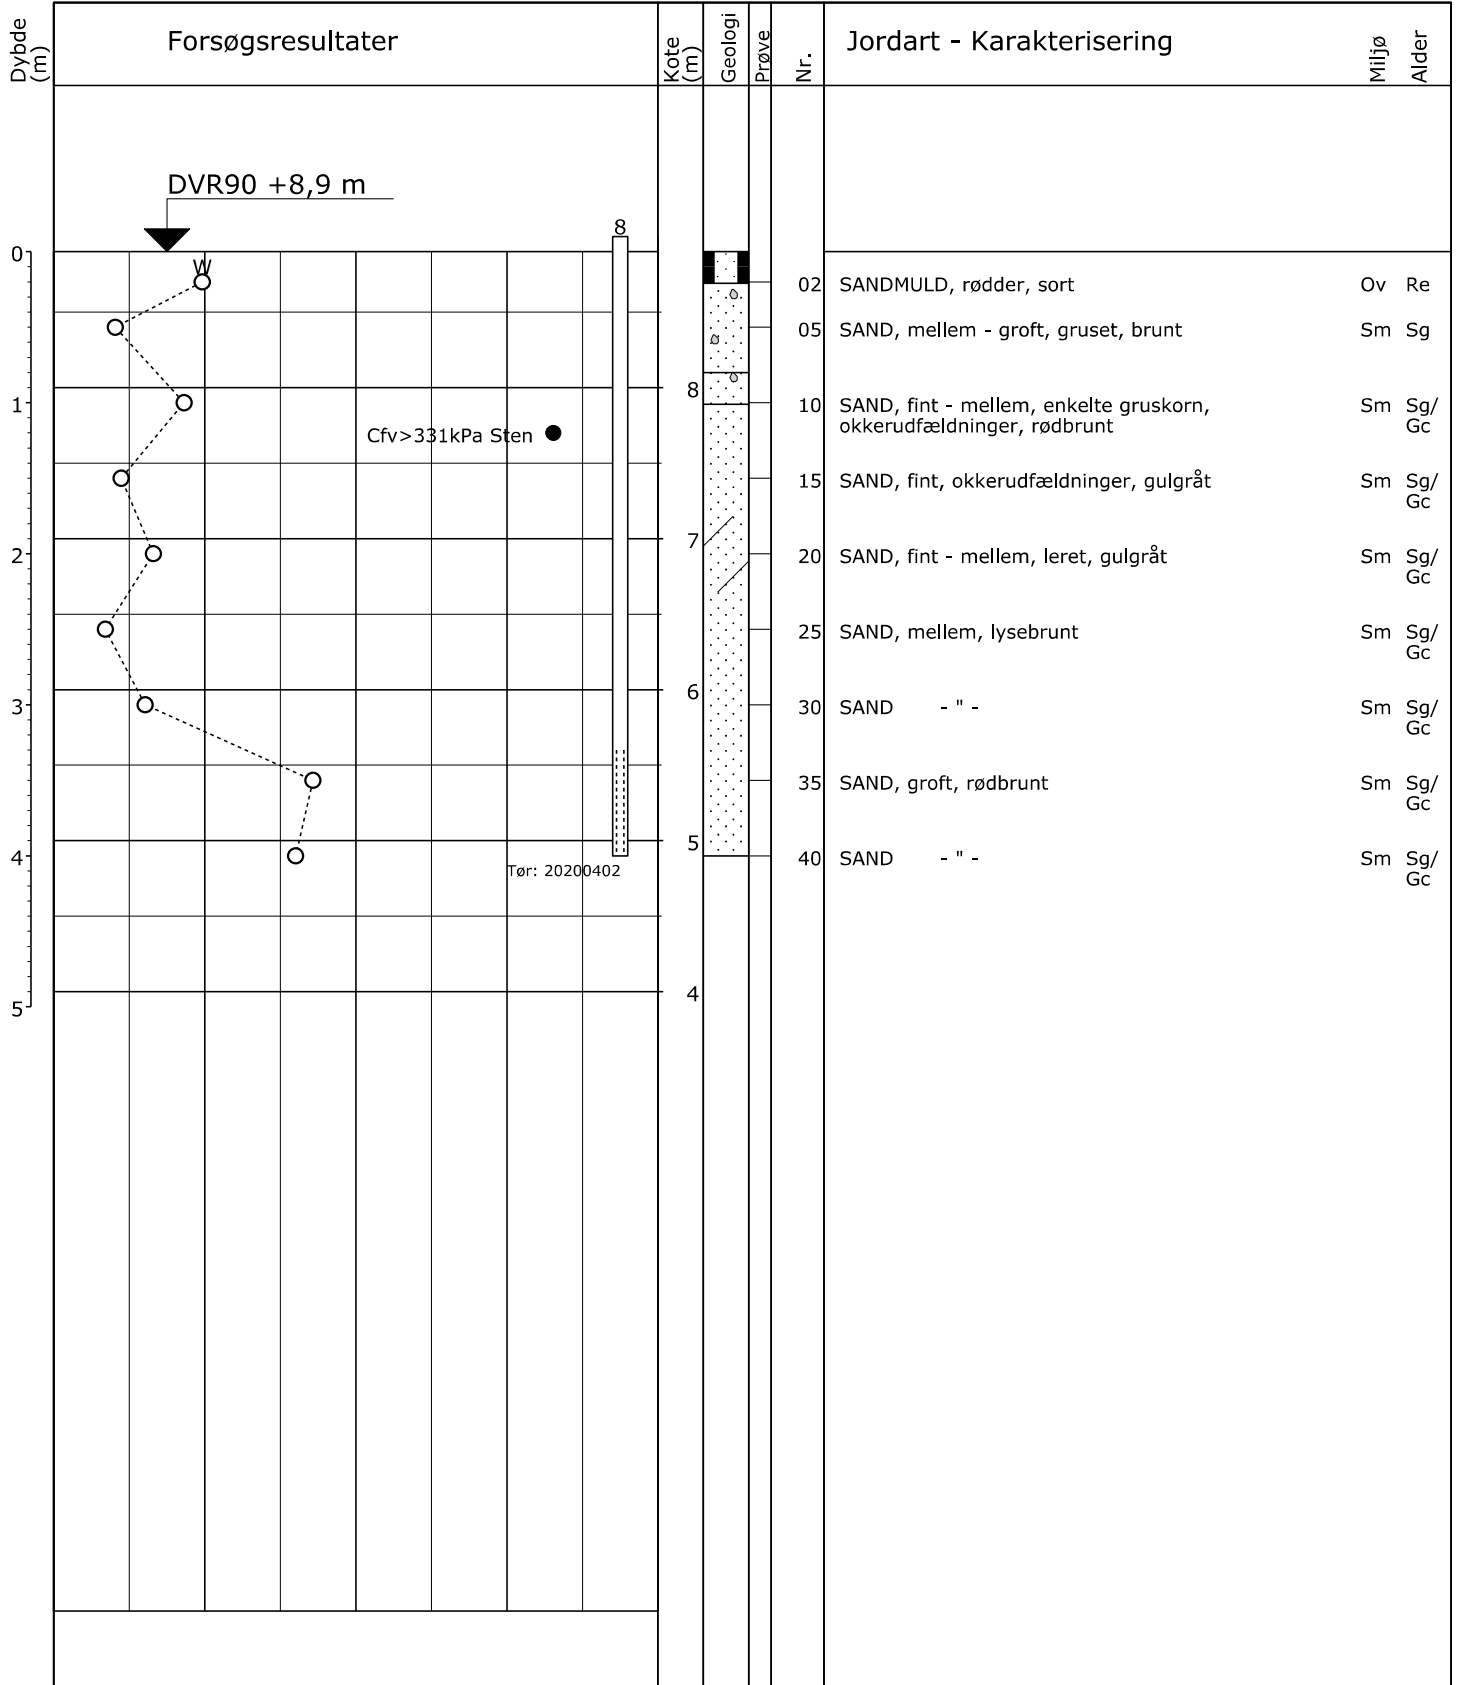 Dybde
(m)
Forsøgsresultater
Kote
(m)
Geologi
Prøve
Nr.
Jordart - Karakterisering
Miljø
Alder
DVR90 +8,9 m
8
0
W
02 SANDMULD, rødder, sort Ov Re
05 SAND, mellem - groft, gruset, brunt Sm Sg
8
1
10 SAND, fint - mellem, enkelte gruskorn, Sm Sg/
okkerudfældninger, rødbrunt Gc
Cfv>331kPa Sten
15 SAND, fint, okkerudfældninger, gulgråt Sm Sg/
Gc
7
2
20 SAND, fint - mellem, leret, gulgråt Sm Sg/
Gc
25 SAND, mellem, lysebrunt Sm Sg/
Gc
6
3
30 SAND - " - Sm Sg/
Gc
35 SAND, groft, rødbrunt Sm Sg/
Gc
5
4
40 SAND - " - Sm Sg/
Gc
Tør: 20200402
4
5